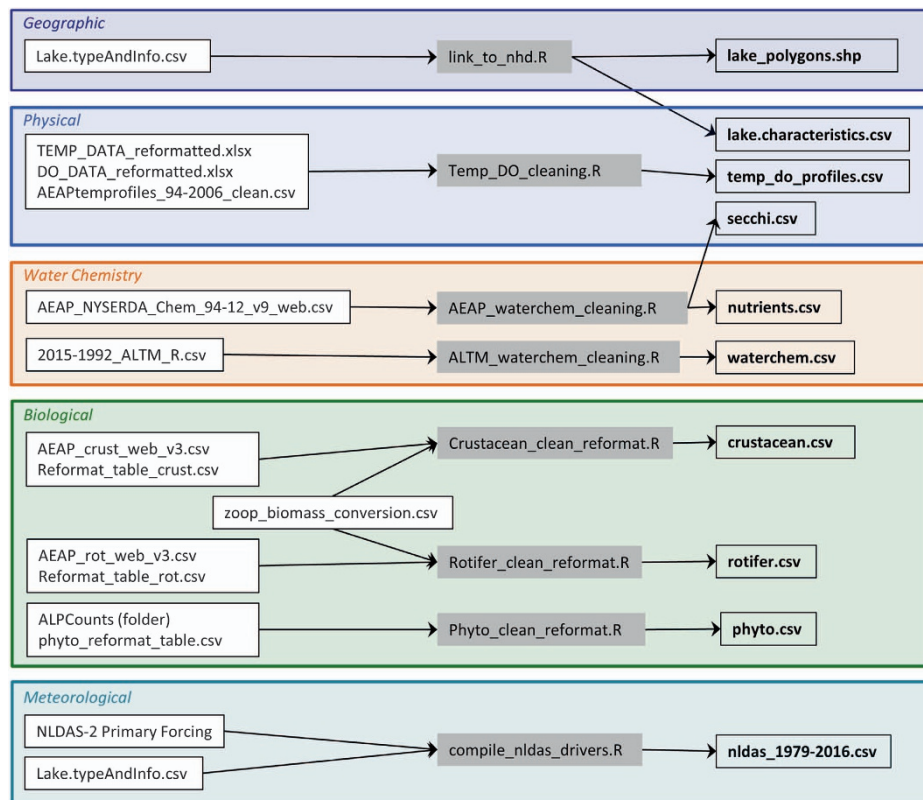 Geographic
Lake.typeAndInfo.csv
link_to_nhd.R
lake_polygons.shp
Physical
lake.characteristics.csv
TEMP_DATA_reformatted.xlsx
DO_DATA_reformatted.xlsx
AEAPtemprofiles_94-2006_clean.csv
Temp_DO_cleaning.R
temp_do_profiles.csv
secchi.csv
Water Chemistry
AEAP_NYSERDA_Chem_94-12_v9_web.csv
AEAP_waterchem_cleaning.R
nutrients.csv
2015-1992_ALTM_R.csv
ALTM_waterchem_cleaning.R
waterchem.csv
Biological
AEAP_crust_web_v3.csv
Reformat_table_crust.csv
Crustacean_clean_reformat.R
crustacean.csv
zoop_biomass_conversion.csv
AEAP_rot_web_v3.csv
Reformat_table_rot.csv
Rotifer_clean_reformat.R
rotifer.csv
ALPCounts (folder)
phyto_reformat_table.csv
Phyto_clean_reformat.R
phyto.csv
Meteorological
NLDAS-2 Primary Forcing
Lake.typeAndInfo.csv
compile_nldas_drivers.R
nldas_1979-2016.csv